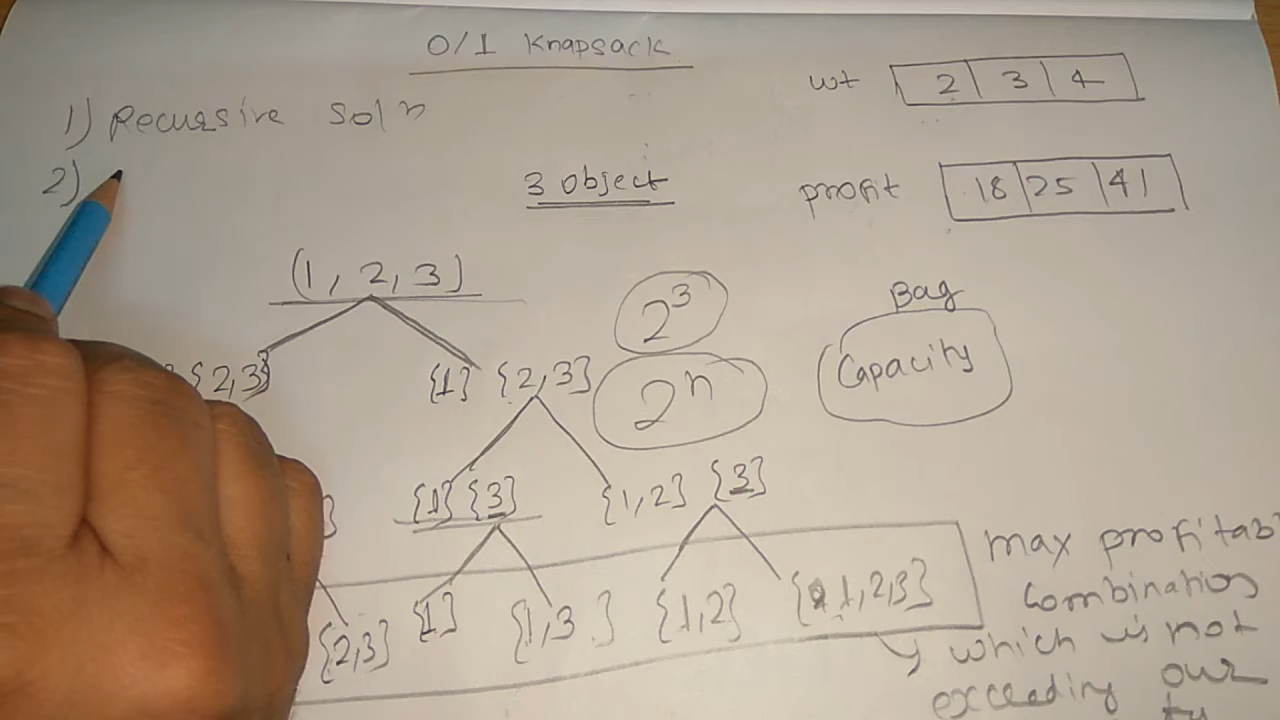 0/1 Knapsack
wt 2 3 4
1) Recursive soln
2)
3 object
profit 18 25 41
(1, 2, 3)
Bag
2^3
{2,3}
{1} {2,3}
2^n
Capacity
{1} {3}
{1,2} {3}
max profitab
combination
{2,3}
{1}
{1,3}
{1,2}
{1,2,3}
which is not
exceeding our